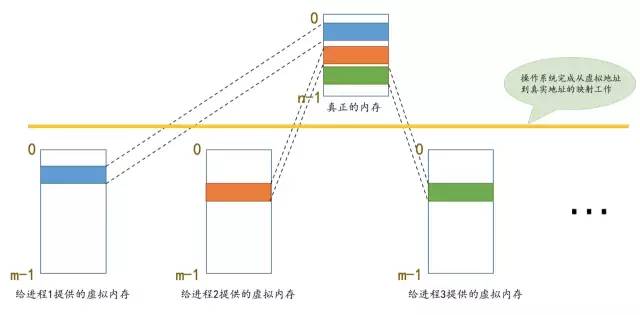 0
n-1
真正的内存
操作系统完成从虚拟地址
到真实地址的映射工作
0
0
0
m-1
m-1
m-1
给进程1提供的虚拟内存
给进程2提供的虚拟内存
给进程3提供的虚拟内存
...